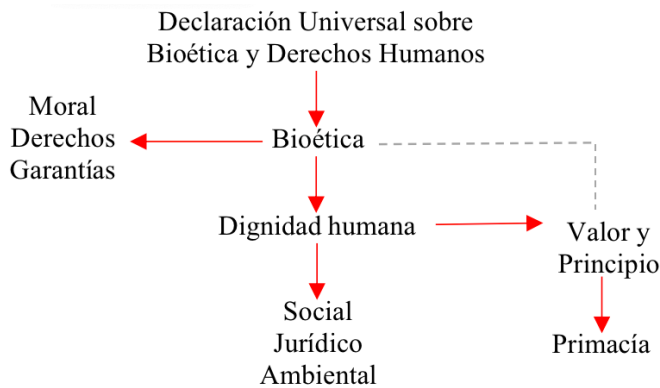 Declaración Universal sobre
Bioética y Derechos Humanos
Moral
Derechos
Garantías
Bioética
Dignidad humana
Valor y
Principio
Social
Jurídico
Ambiental
Primacía